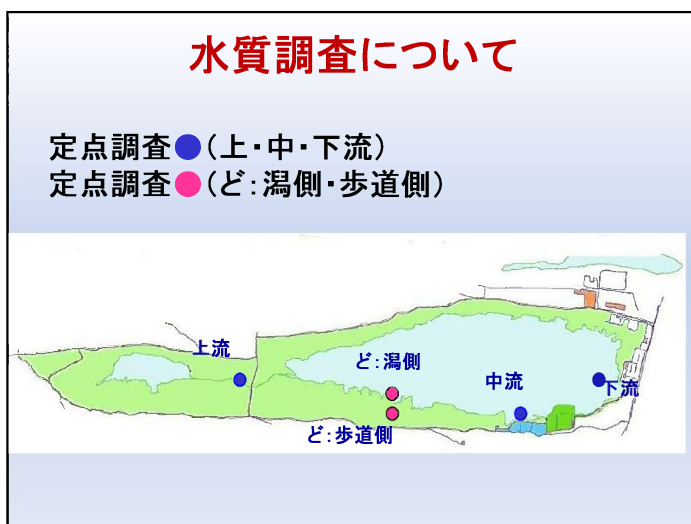 水質調査について
定点調査●(上・中・下流)
定点調査●(ど:潟側・歩道側)
上流
ど:潟側
中流
下流
ど:歩道側